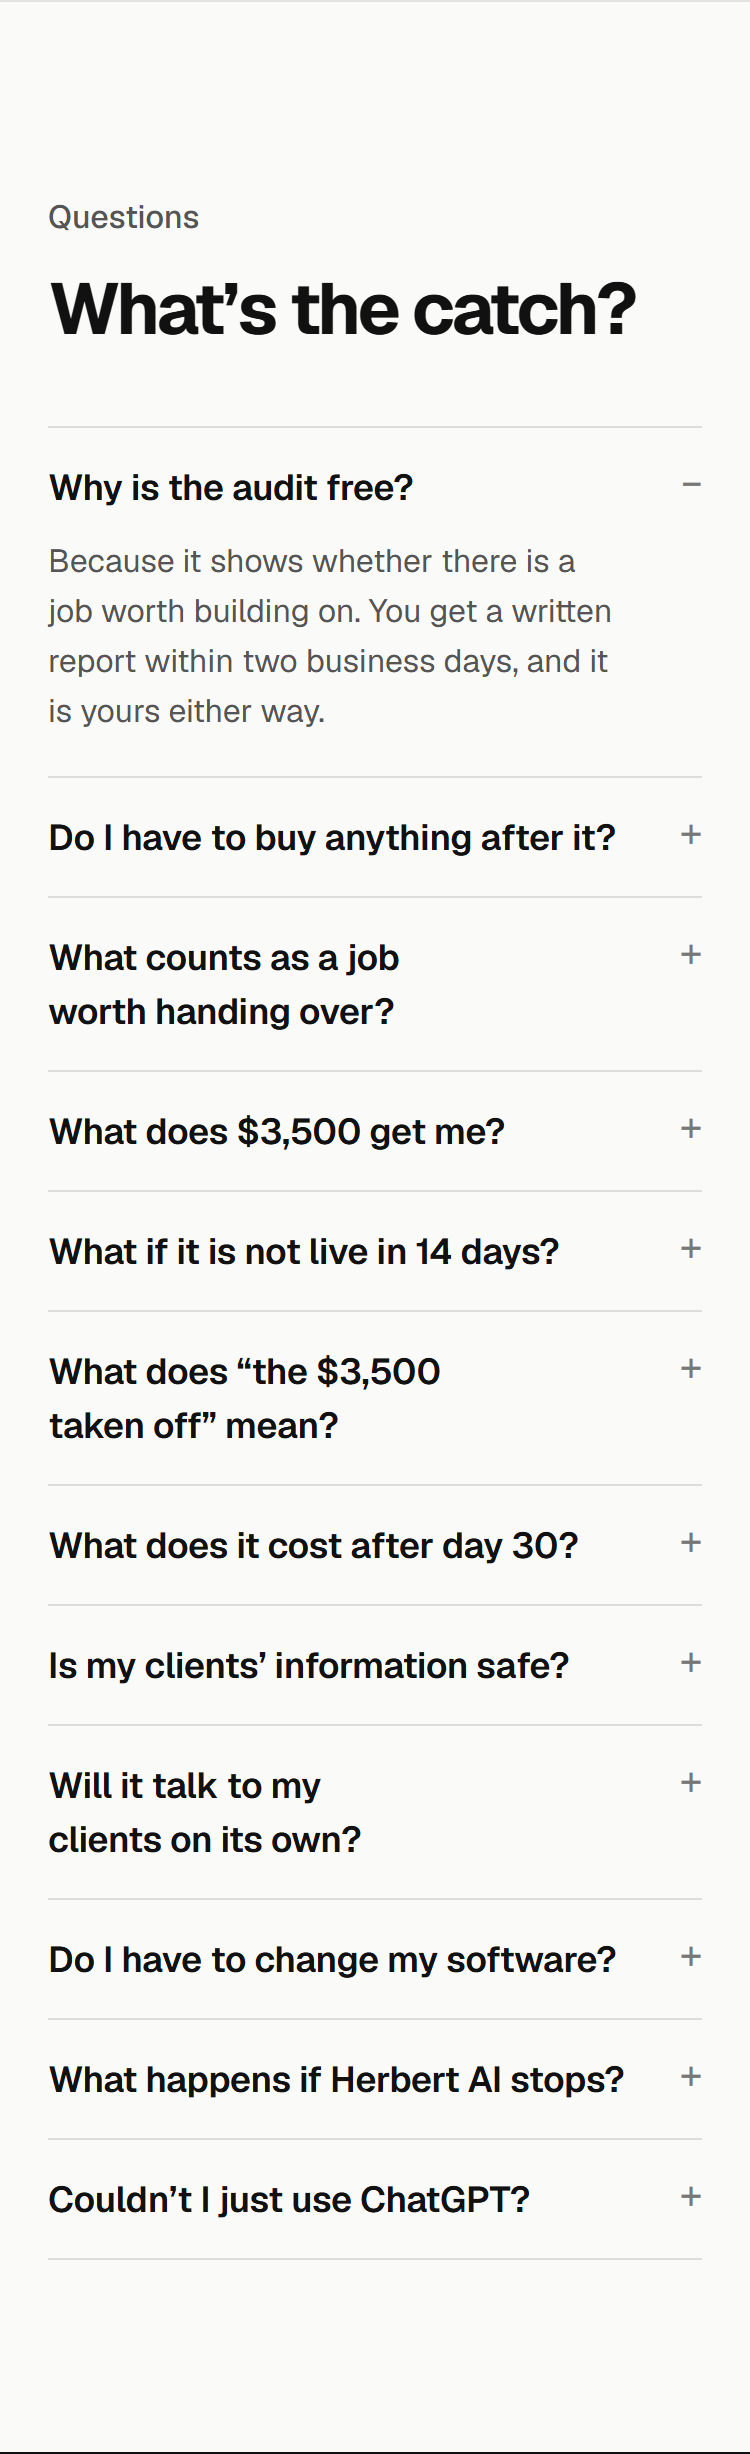 Questions
What’s the catch?
Why is the audit free?
−
Because it shows whether there is a
job worth building on. You get a written
report within two business days, and it
is yours either way.
Do I have to buy anything after it?
+
What counts as a job
worth handing over?
+
What does $3,500 get me?
+
What if it is not live in 14 days?
+
What does “the $3,500
taken off” mean?
+
What does it cost after day 30?
+
Is my clients’ information safe?
+
Will it talk to my
clients on its own?
+
Do I have to change my software?
+
What happens if Herbert AI stops?
+
Couldn’t I just use ChatGPT?
+